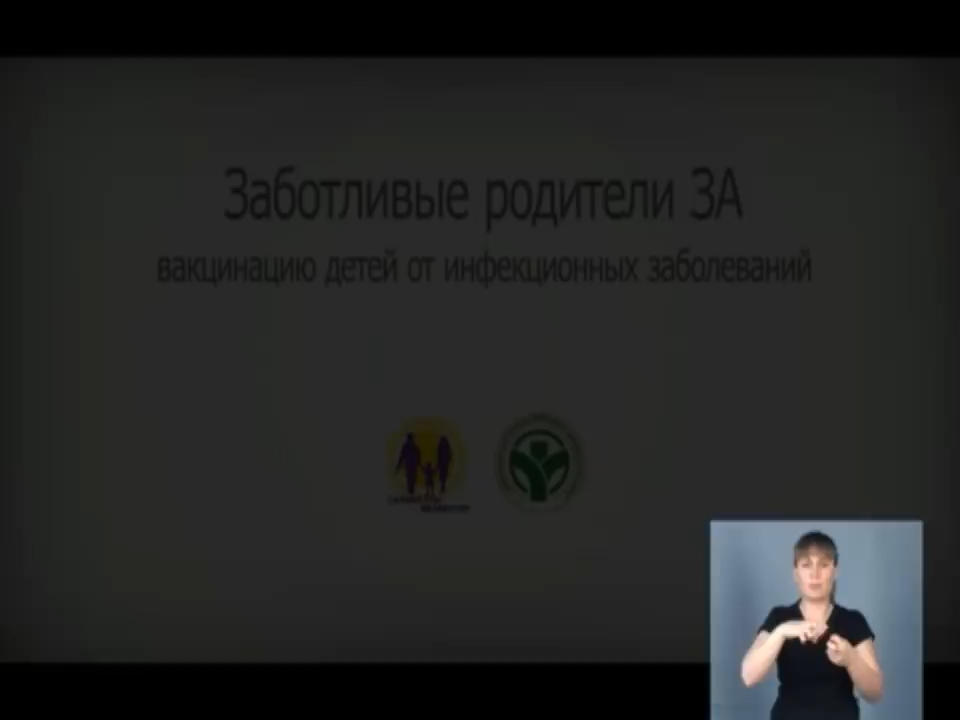 Заботливые родители ЗА
вакцинацию детей от инфекционных заболеваний